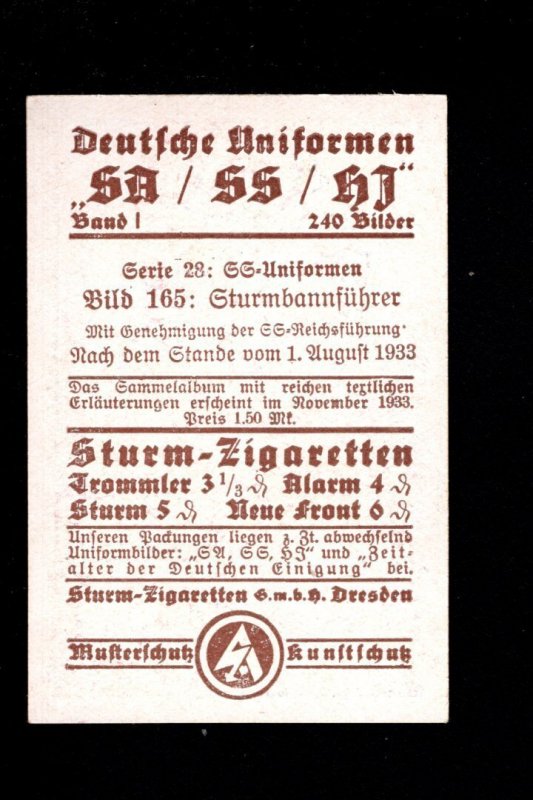 Deutsche Uniformen
„SA / SS / HJ"
Band I 240 Bilder
Serie 28: SS-Uniformen
Bild 165: Sturmbannführer
Mit Genehmigung der SS-Reichsführung·
Nach dem Stande vom 1. August 1933
Das Sammelalbum mit reichen textlichen
Erläuterungen erscheint im November 1933.
Preis 1.50 Mk.
Sturm-Zigaretten
Trommler 3 1/3 ₰ Alarm 4 ₰
Sturm 5 ₰ Neue Front 6 ₰
Unseren Packungen liegen z. Zt. abwechselnd
Uniformbilder: „SA, SS, HJ" und „Zeit-
alter der Deutschen Einigung" bei.
Sturm-Zigaretten G.m.b.H. Dresden
Musterschutz Kunstschutz